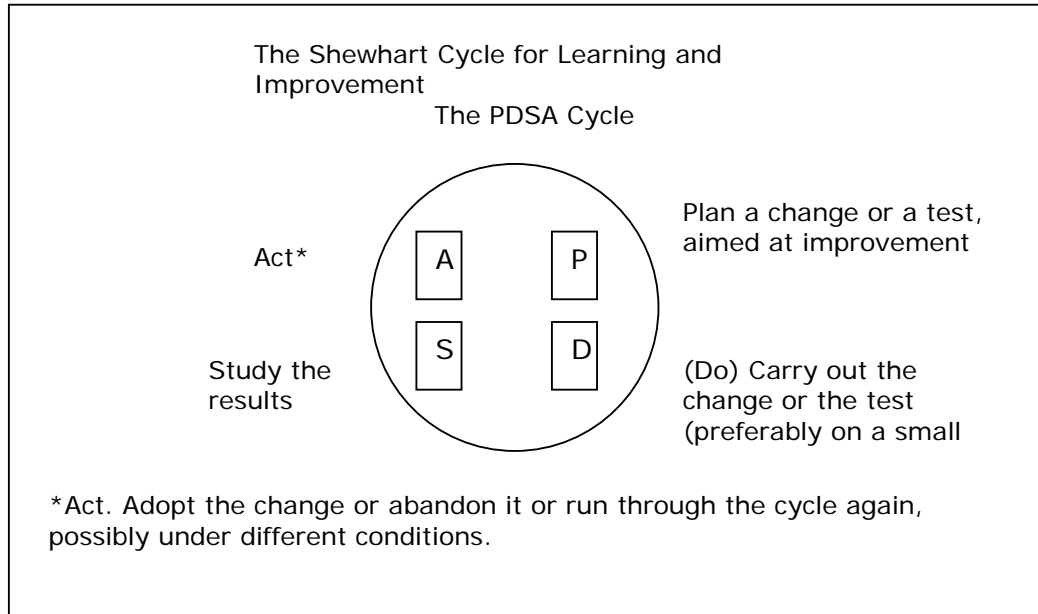 The Shewhart Cycle for Learning and
Improvement
The PDSA Cycle
Act*
A
P
Plan a change or a test,
aimed at improvement
Study the
results
S
D
(Do) Carry out the
change or the test
(preferably on a small
*Act. Adopt the change or abandon it or run through the cycle again,
possibly under different conditions.